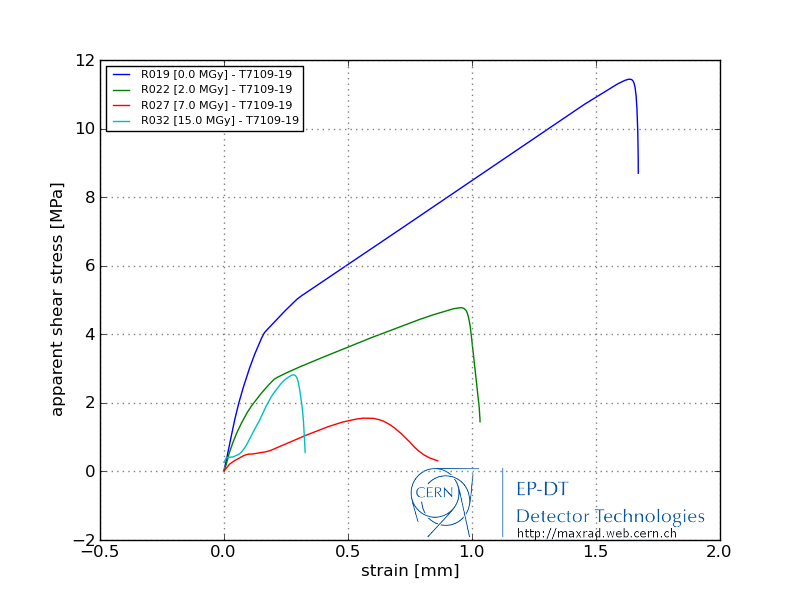 12
10
8
6
4
2
0
−2
−0.5 0.0 0.5 1.0 1.5 2.0
strain [mm]
apparent shear stress [MPa]
R019 [0.0 MGy] - T7109-19
R022 [2.0 MGy] - T7109-19
R027 [7.0 MGy] - T7109-19
R032 [15.0 MGy] - T7109-19
CERN
EP-DT
Detector Technologies
http://maxrad.web.cern.ch